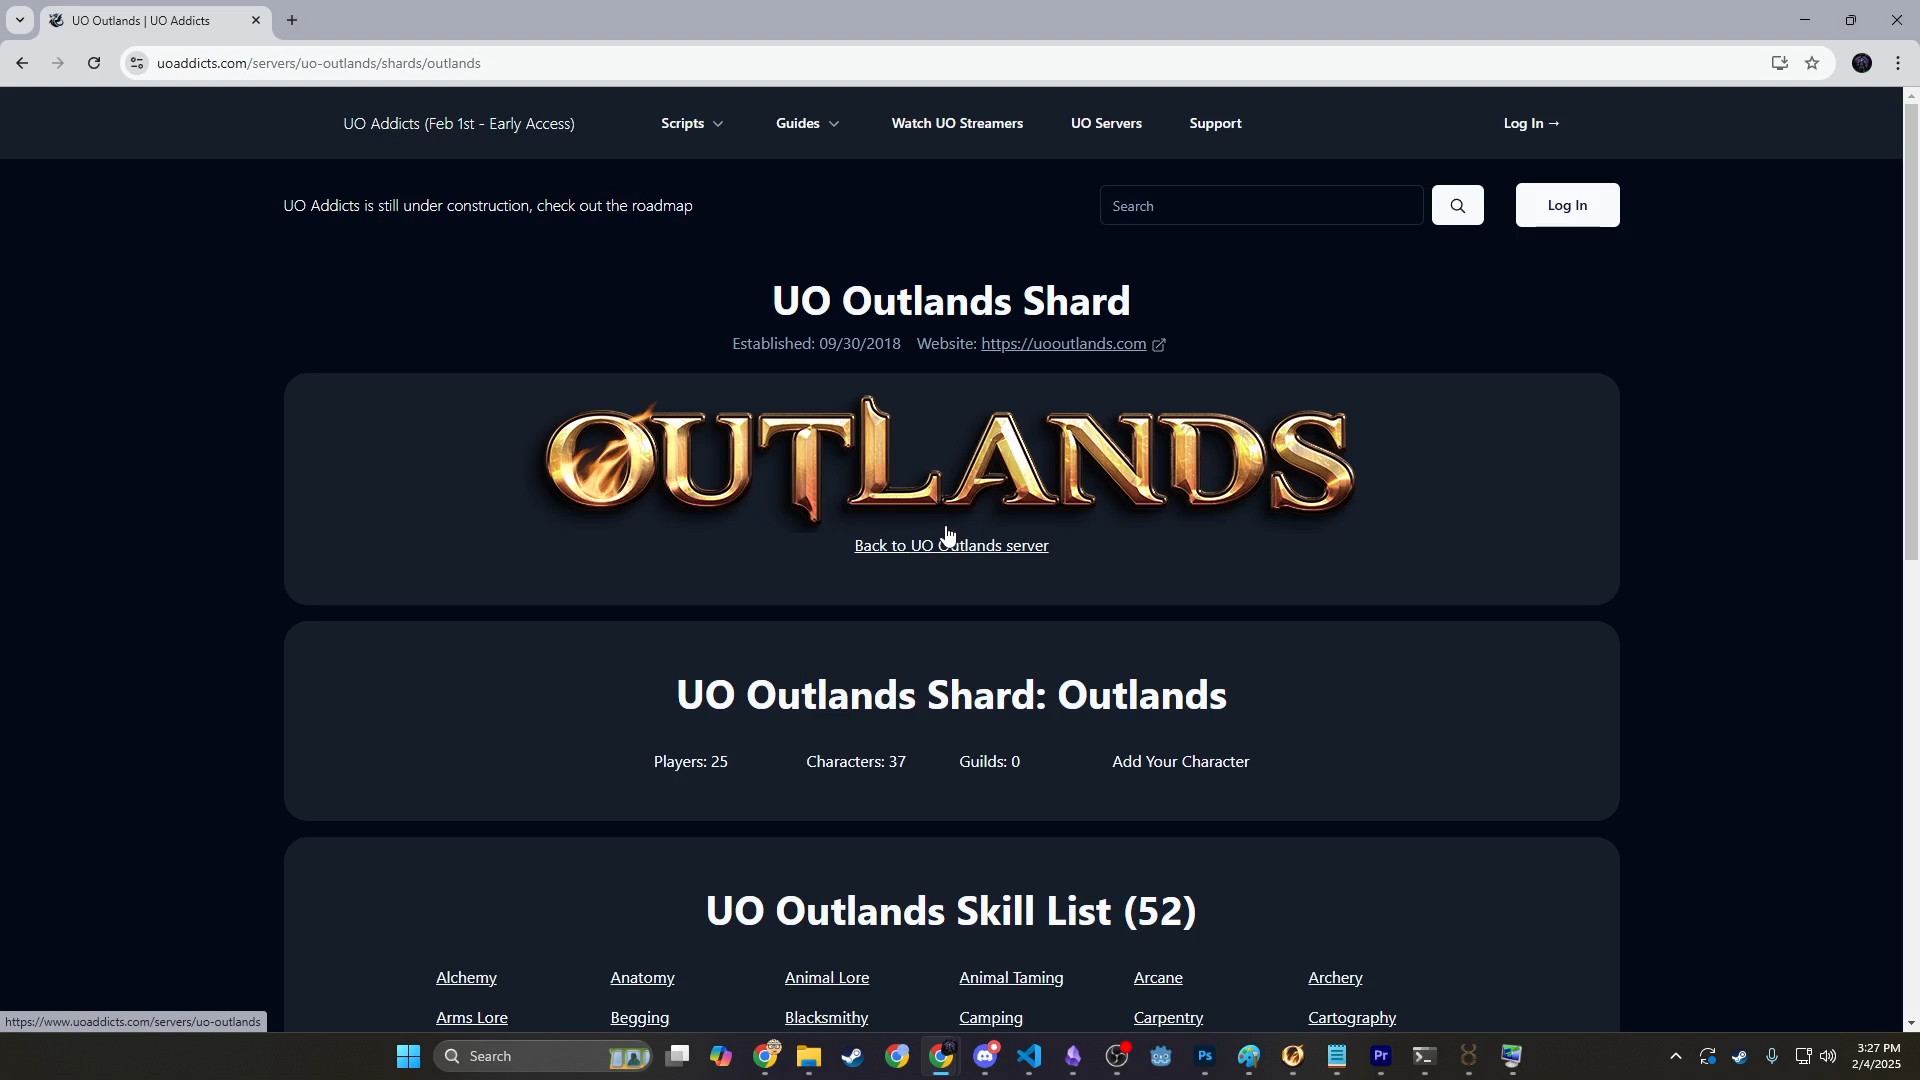 UO Outlands | UO Addicts
uoaddicts.com/servers/uo-outlands/shards/outlands
UO Addicts (Feb 1st - Early Access)
Scripts
Guides
Watch UO Streamers
UO Servers
Support
Log In →
UO Addicts is still under construction, check out the roadmap
Search
Log In
UO Outlands Shard
Established: 09/30/2018 Website: https://uooutlands.com
OUTLANDS
Back to UO Outlands server
UO Outlands Shard: Outlands
Players: 25
Characters: 37
Guilds: 0
Add Your Character
UO Outlands Skill List (52)
Alchemy
Anatomy
Animal Lore
Animal Taming
Arcane
Archery
Arms Lore
Begging
Blacksmithy
Camping
Carpentry
Cartography
https://www.uoaddicts.com/servers/uo-outlands
Search
Ps
Pr
3:27 PM
2/4/2025